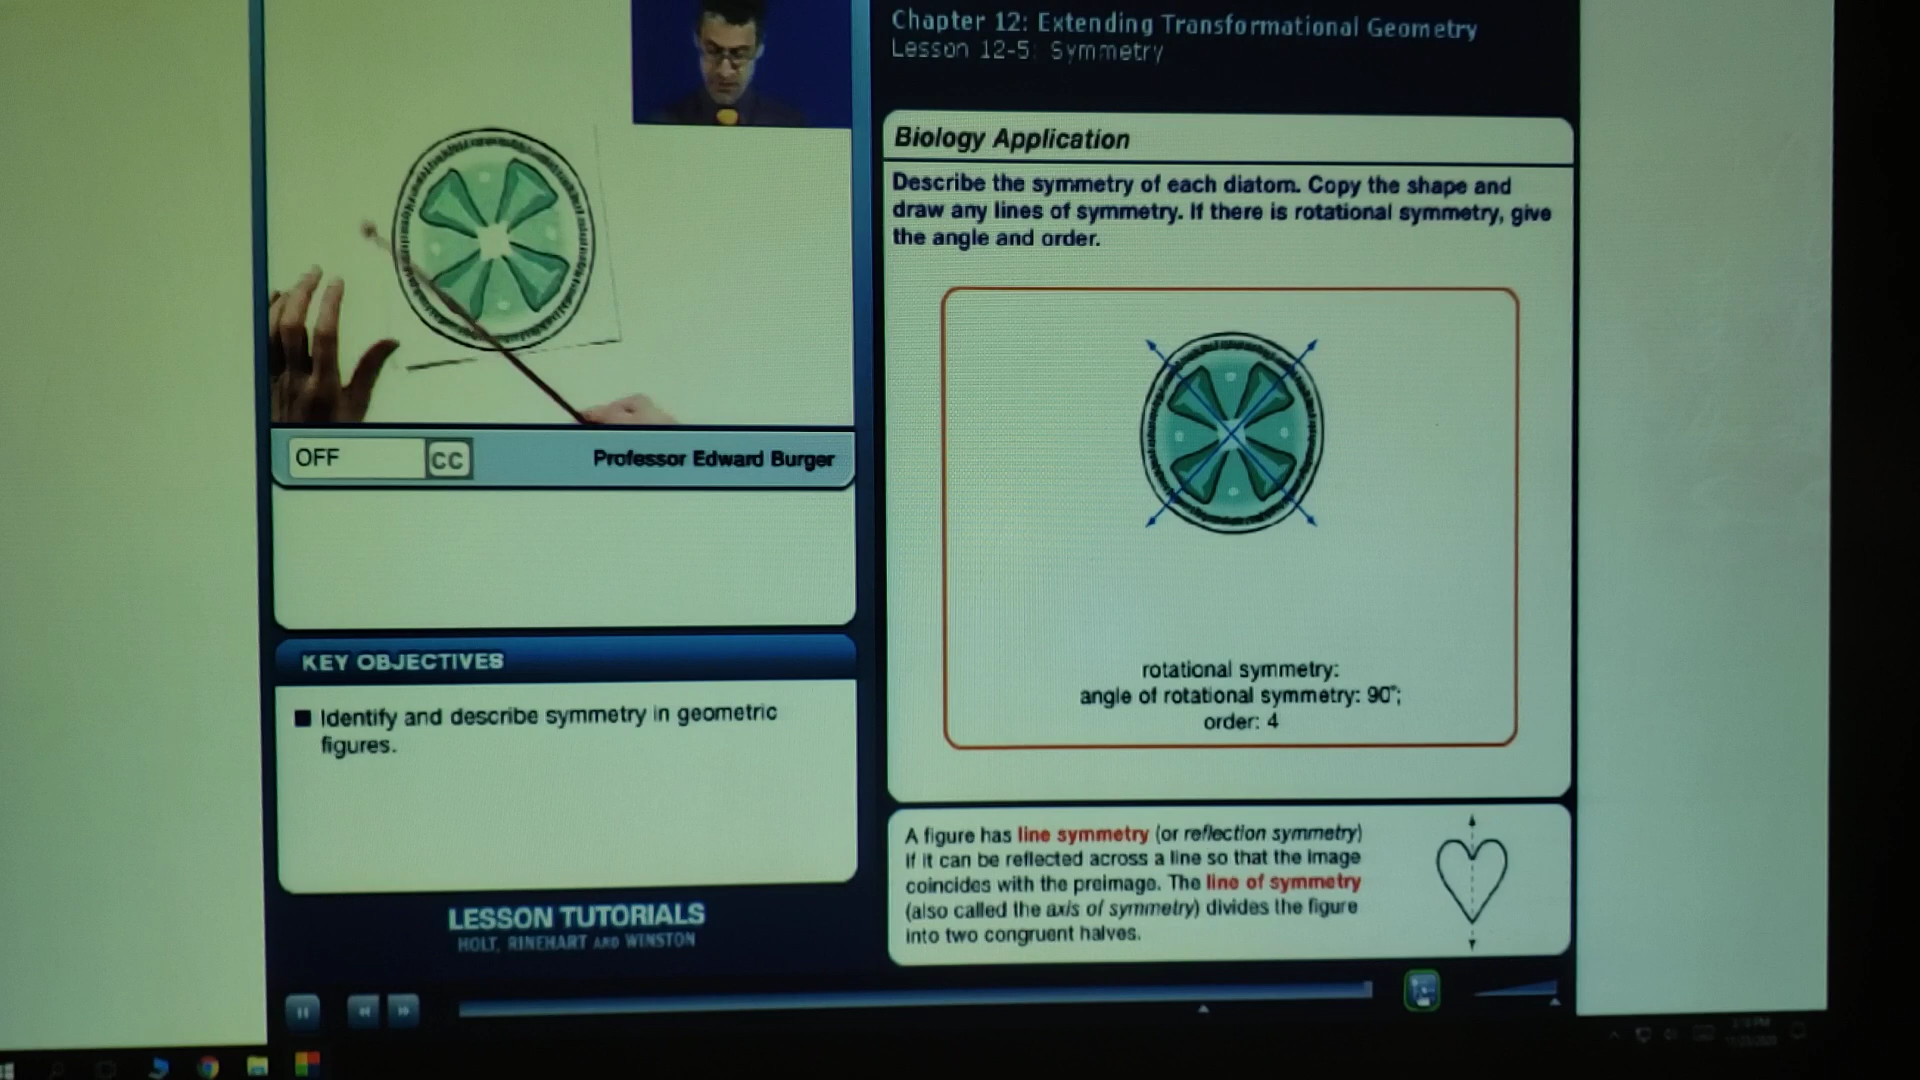 Chapter 12: Extending Transformational Geometry
Lesson 12-5: Symmetry
Biology Application
Describe the symmetry of each diatom. Copy the shape and
draw any lines of symmetry. If there is rotational symmetry, give
the angle and order.
rotational symmetry:
angle of rotational symmetry: 90°;
order: 4
OFF
CC
Professor Edward Burger
KEY OBJECTIVES
■ Identify and describe symmetry in geometric
figures.
LESSON TUTORIALS
HOLT, RINEHART AND WINSTON
A figure has line symmetry (or reflection symmetry)
if it can be reflected across a line so that the image
coincides with the preimage. The line of symmetry
(also called the axis of symmetry) divides the figure
into two congruent halves.